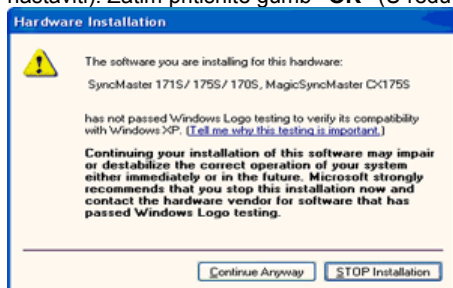 nastaviti). Zatim pritisnite gumb "OK" (U redu
Hardware Installation
The software you are installing for this hardware:
SyncMaster 171S/ 175S/ 170S, MagicSyncMaster CX175S
has not passed Windows Logo testing to verify its compatibility
with Windows XP. (Tell me why this testing is important.)
Continuing your installation of this software may impair
or destabilize the correct operation of your system
either immediately or in the future. Microsoft strongly
recommends that you stop this installation now and
contact the hardware vendor for software that has
passed Windows Logo testing.
Continue Anyway STOP Installation